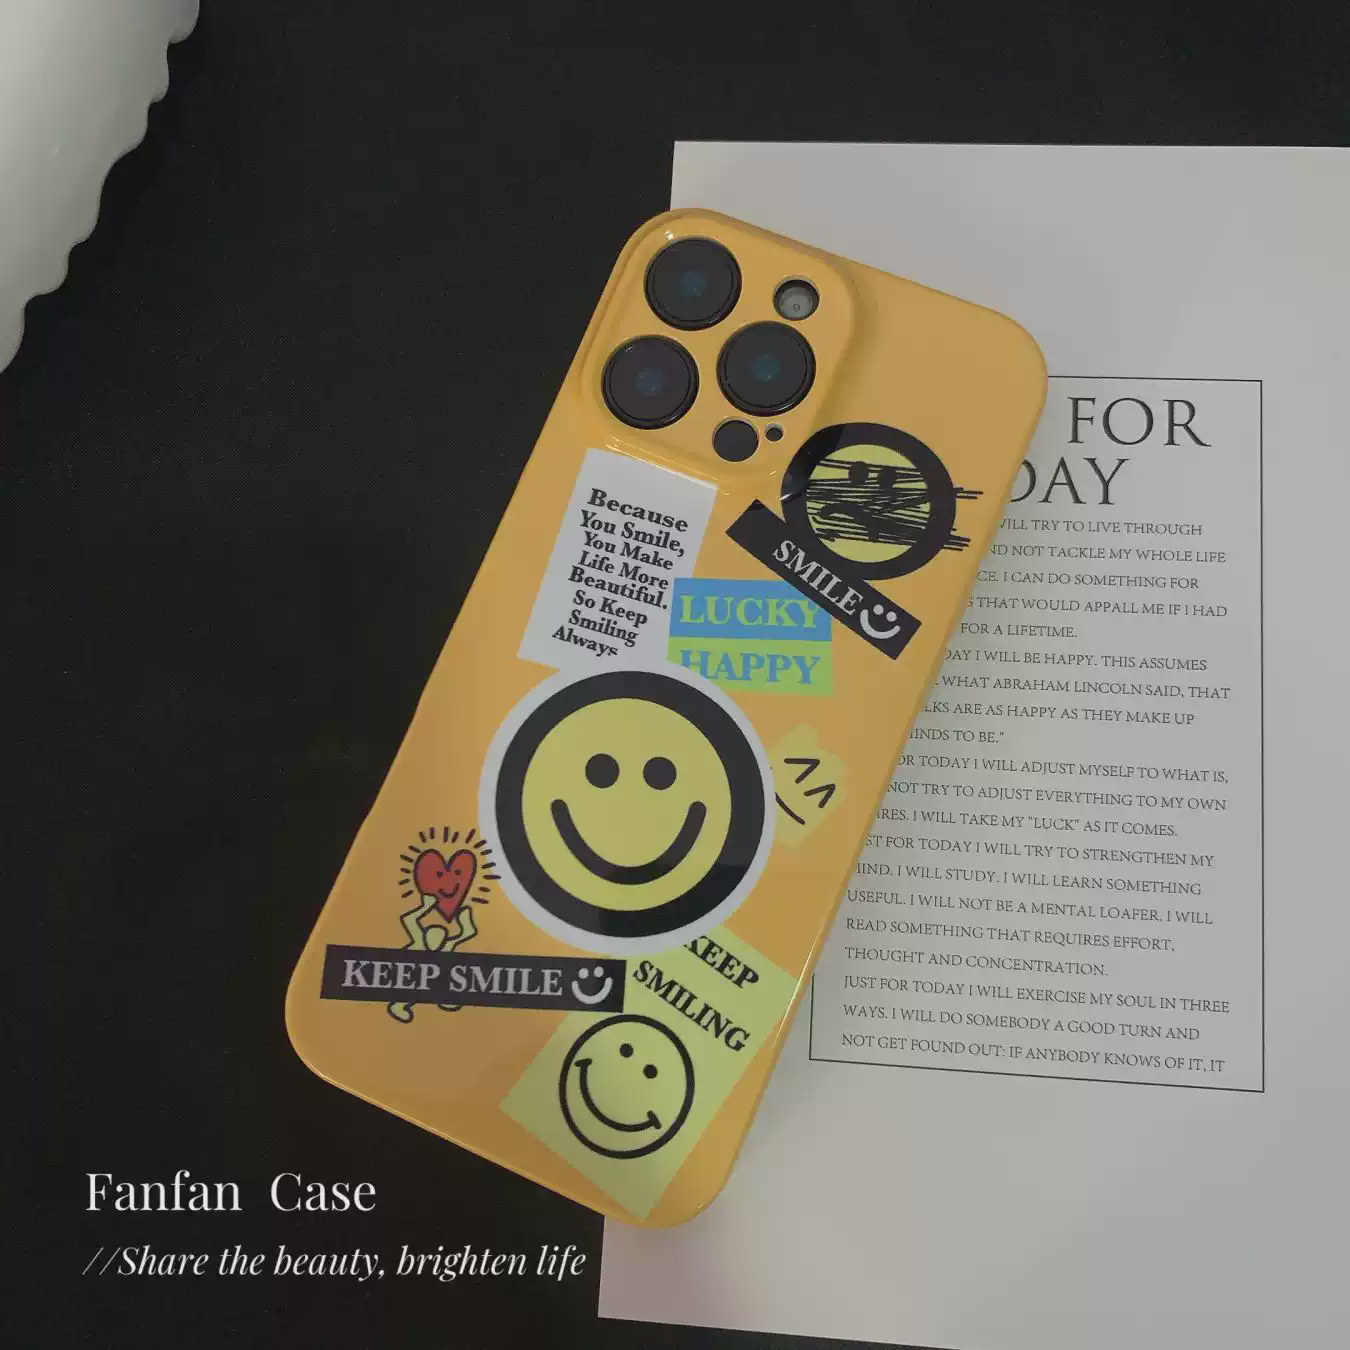 Because
You Smile,
You Make
Life More
Beautiful.
So Keep
Smiling
Always
SMILE
LUCKY
HAPPY
KEEP SMILE
KEEP
SMILING
FOR
DAY
WILL TRY TO LIVE THROUGH
ND NOT TACKLE MY WHOLE LIFE
CE. I CAN DO SOMETHING FOR
G THAT WOULD APPALL ME IF I HAD
FOR A LIFETIME.
DAY I WILL BE HAPPY. THIS ASSUMES
WHAT ABRAHAM LINCOLN SAID, THAT
LKS ARE AS HAPPY AS THEY MAKE UP
INDS TO BE."
OR TODAY I WILL ADJUST MYSELF TO WHAT IS,
NOT TRY TO ADJUST EVERYTHING TO MY OWN
IRES. I WILL TAKE MY "LUCK" AS IT COMES.
ST FOR TODAY I WILL TRY TO STRENGTHEN MY
MIND. I WILL STUDY. I WILL LEARN SOMETHING
USEFUL. I WILL NOT BE A MENTAL LOAFER. I WILL
READ SOMETHING THAT REQUIRES EFFORT,
THOUGHT AND CONCENTRATION.
JUST FOR TODAY I WILL EXERCISE MY SOUL IN THREE
WAYS. I WILL DO SOMEBODY A GOOD TURN AND
NOT GET FOUND OUT: IF ANYBODY KNOWS OF IT, IT
Fanfan Case
//Share the beauty, brighten life